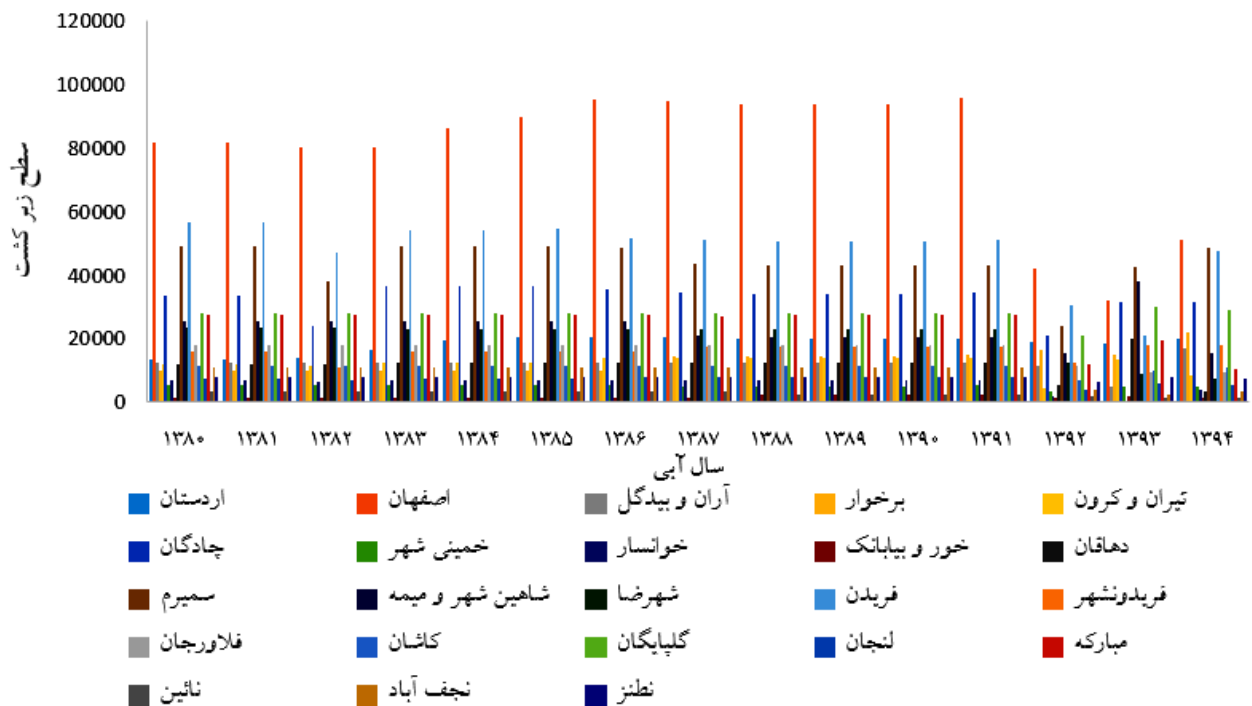 120000
100000
80000
60000
40000
20000
0
سطح زیر کشت
۱۳۸۰ ۱۳۸۱ ۱۳۸۲ ۱۳۸۳ ۱۳۸۴ ۱۳۸۵ ۱۳۸۶ ۱۳۸۷ ۱۳۸۸ ۱۳۸۹ ۱۳۹۰ ۱۳۹۱ ۱۳۹۲ ۱۳۹۳ ۱۳۹۴
سال آبی
اردستان اصفهان آران و بیدگل برخوار تیران و کرون
چادگان خمینی شهر خوانسار خور و بیابانک دهاقان
سمیرم شاهین شهر و میمه شهرضا فریدن فریدونشهر
فلاورجان کاشان گلپایگان لنجان مبارکه
نائین نجف آباد نطنز